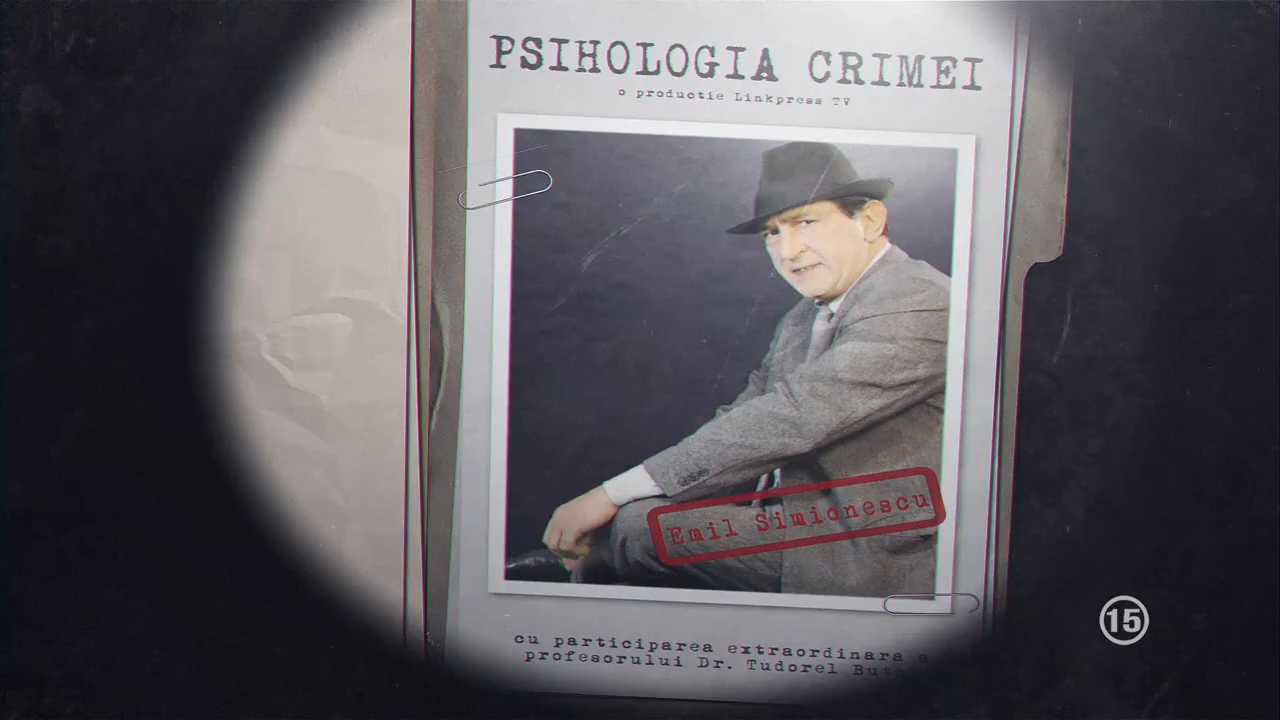 PSIHOLOGIA CRIMEI
o productie Linkpress TV
Emil Simionescu
cu participarea extraordinara a
profesorului Dr. Tudorel
15